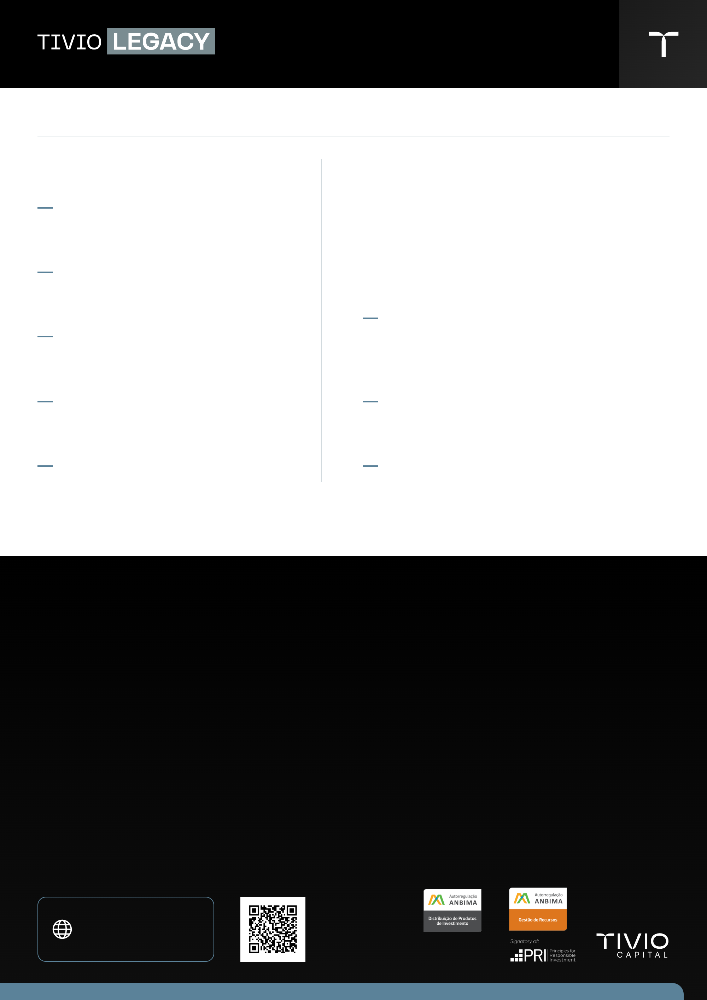 TIVIO LEGACY
Autorregulação
ANBIMA
Distribuição de Produtos
de Investimento
Autorregulação
ANBIMA
Gestão de Recursos
Signatory of:
PRI
Principles for
Responsible
Investment
TIVIO
CAPITAL